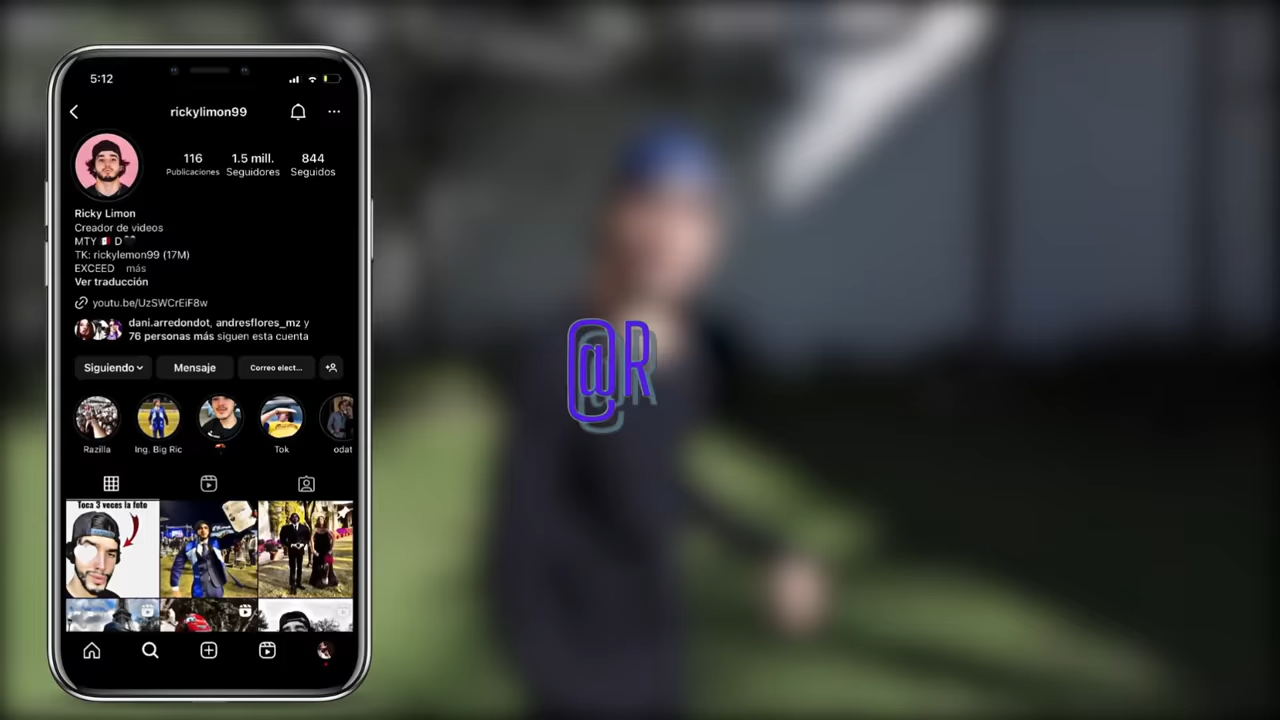 5:12
rickylimon99
116 1.5 mill. 844
Publicaciones Seguidores Seguidos
Ricky Limon
Creador de videos
MTY 🇲🇽 D🖤
TK: rickylemon99 (17M)
EXCEED más
Ver traducción
youtu.be/UzSWCrEiF8w
dani.arredondot, andresflores_mz y
76 personas más siguen esta cuenta
Siguiendo Mensaje Correo elect...
Razilla Ing. Big Ric Tok odat
Toca 3 veces la foto
@R